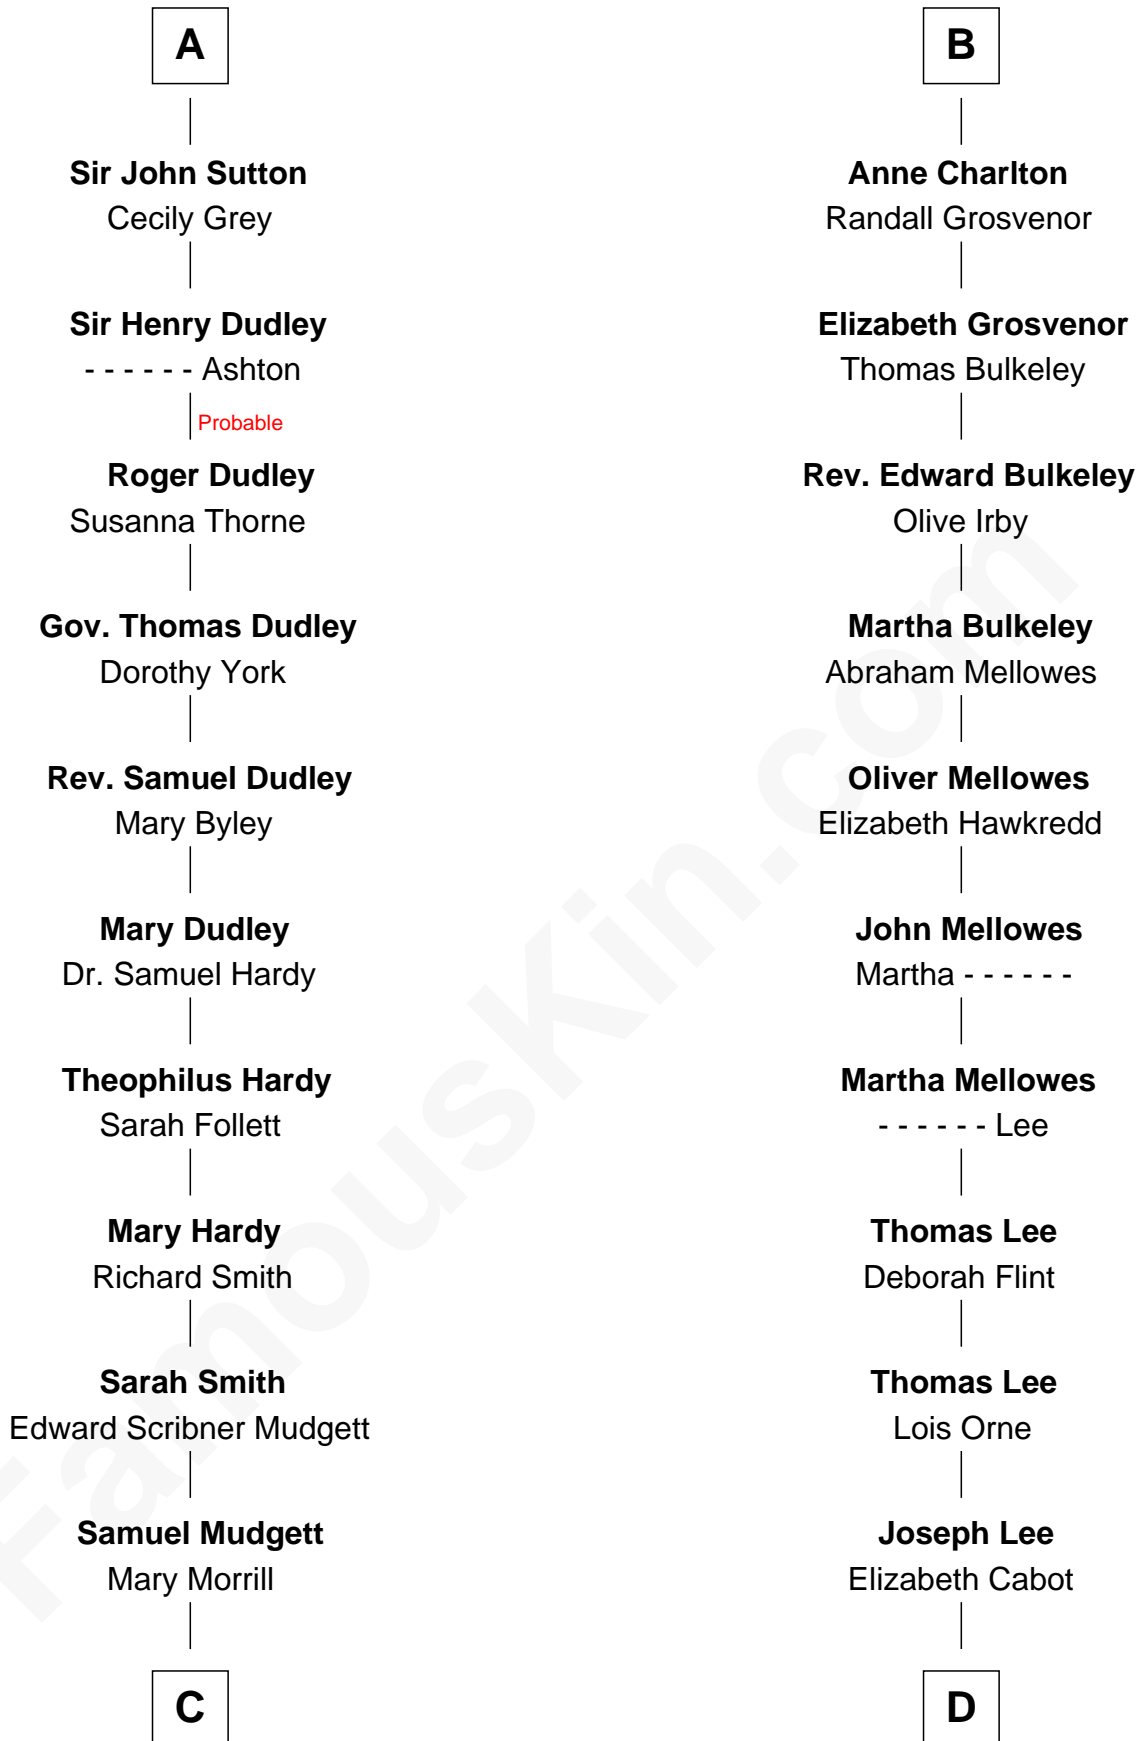 A
Sir John Sutton
Cecily Grey
Sir Henry Dudley
- - - - - - Ashton
Probable
Roger Dudley
Susanna Thorne
Gov. Thomas Dudley
Dorothy York
Rev. Samuel Dudley
Mary Byley
Mary Dudley
Dr. Samuel Hardy
Theophilus Hardy
Sarah Follett
Mary Hardy
Richard Smith
Sarah Smith
Edward Scribner Mudgett
Samuel Mudgett
Mary Morrill
C
B
Anne Charlton
Randall Grosvenor
Elizabeth Grosvenor
Thomas Bulkeley
Rev. Edward Bulkeley
Olive Irby
Martha Bulkeley
Abraham Mellowes
Oliver Mellowes
Elizabeth Hawkredd
John Mellowes
Martha - - - - - -
Martha Mellowes
- - - - - - Lee
Thomas Lee
Deborah Flint
Thomas Lee
Lois Orne
Joseph Lee
Elizabeth Cabot
D
FamousKin.com